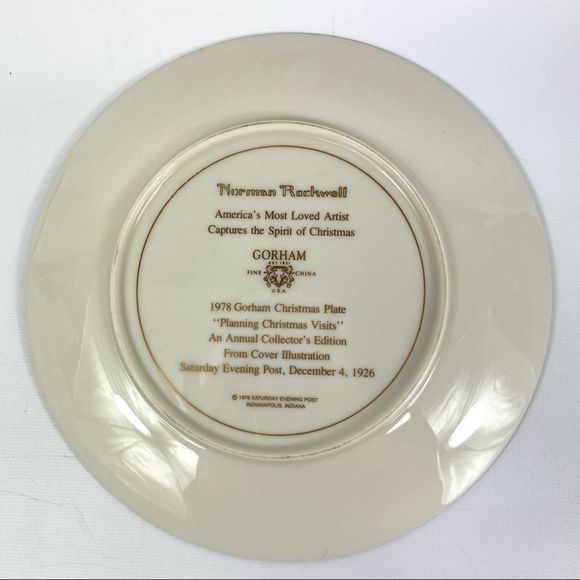 Norman Rockwell
America's Most Loved Artist
Captures the Spirit of Christmas
GORHAM
EST. 1831
FINE CHINA
U.S.A.
1978 Gorham Christmas Plate
"Planning Christmas Visits"
An Annual Collector's Edition
From Cover Illustration
Saturday Evening Post, December 4, 1926
© 1978 SATURDAY EVENING POST
INDIANAPOLIS, INDIANA